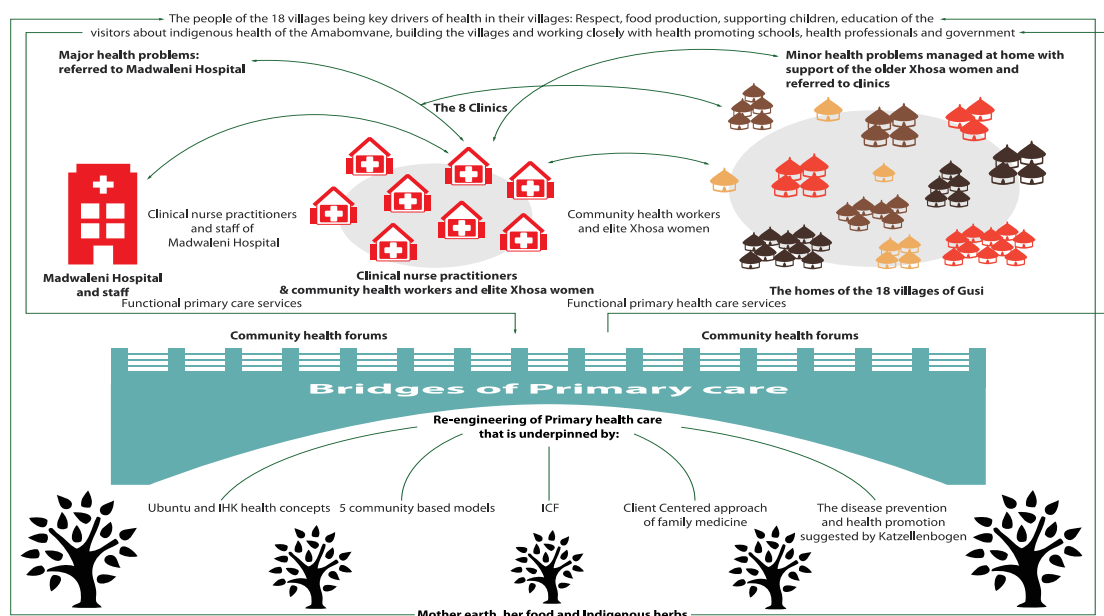 The people of the 18 villages being key drivers of health in their villages: Respect, food production, supporting children, education of the
visitors about indigenous health of the Amabomvane, building the villages and working closely with health promoting schools, health professionals and government
Major health problems:
referred to Madwaleni Hospital
Minor health problems managed at home with
support of the older Xhosa women and
referred to clinics
The 8 Clinics
Clinical nurse practitioners
and staff of
Madwaleni Hospital
Community health workers
and elite Xhosa women
Madwaleni Hospital
and staff
Clinical nurse practitioners
& community health workers and elite Xhosa women
The homes of the 18 villages of Gusi
Functional primary care services
Functional primary health care services
Community health forums
Community health forums
Bridges of Primary care
Re-engineering of Primary health care
that is underpinned by:
Ubuntu and IHK health concepts
5 community based models
ICF
Client Centered approach
of family medicine
The disease prevention
and health promotion
suggested by Katzellenbogen
Mother earth, her food and Indigenous herbs